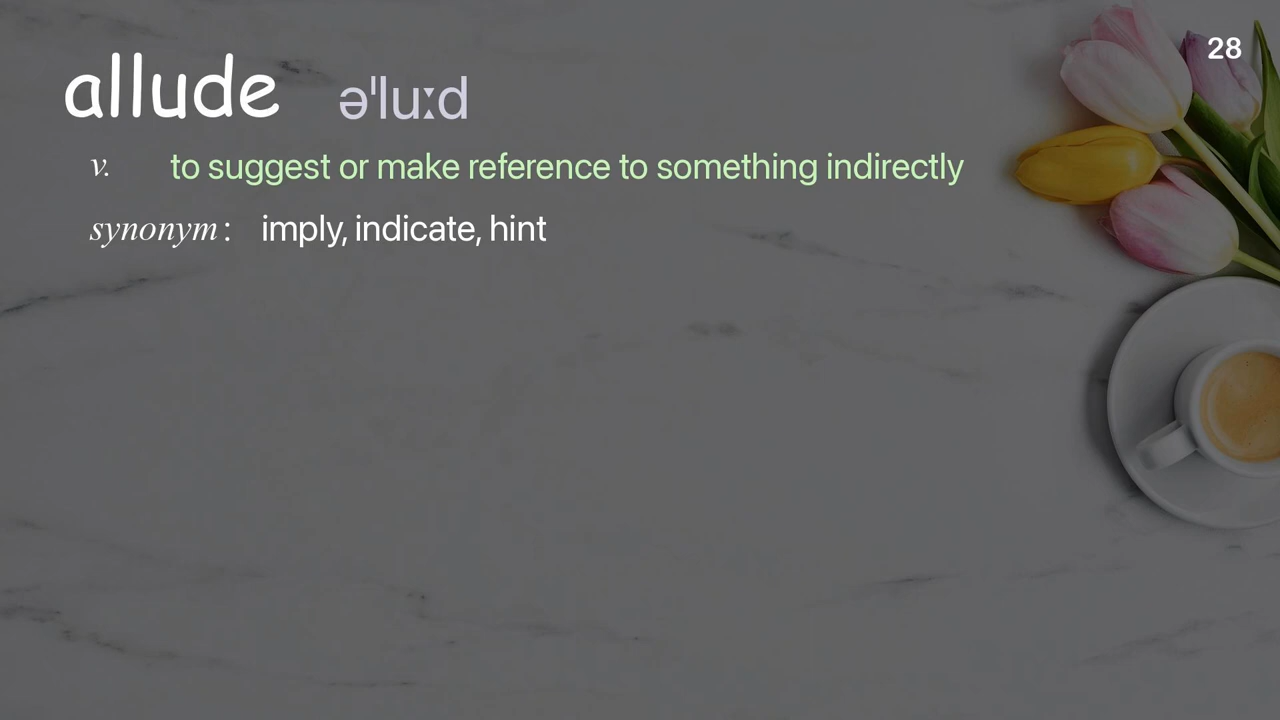 28
allude əˈluːd
v. to suggest or make reference to something indirectly
synonym : imply, indicate, hint